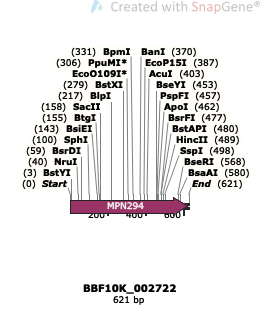 Created with SnapGene®
(331) BpmI BanI (370)
(306) PpuMI* EcoP15I (387)
EcoO109I* AcuI (403)
(279) BstXI BseYI (453)
(217) BlpI PspFI (457)
(158) SacII ApoI (462)
(155) BtgI BsrFI (477)
(143) BsiEI BstAPI (480)
(100) SphI HincII (489)
(59) BsrDI SspI (498)
(40) NruI BseRI (568)
(3) BstYI BsaAI (580)
(0) Start End (621)
MPN294
200 400 600
BBF10K_002722
621 bp